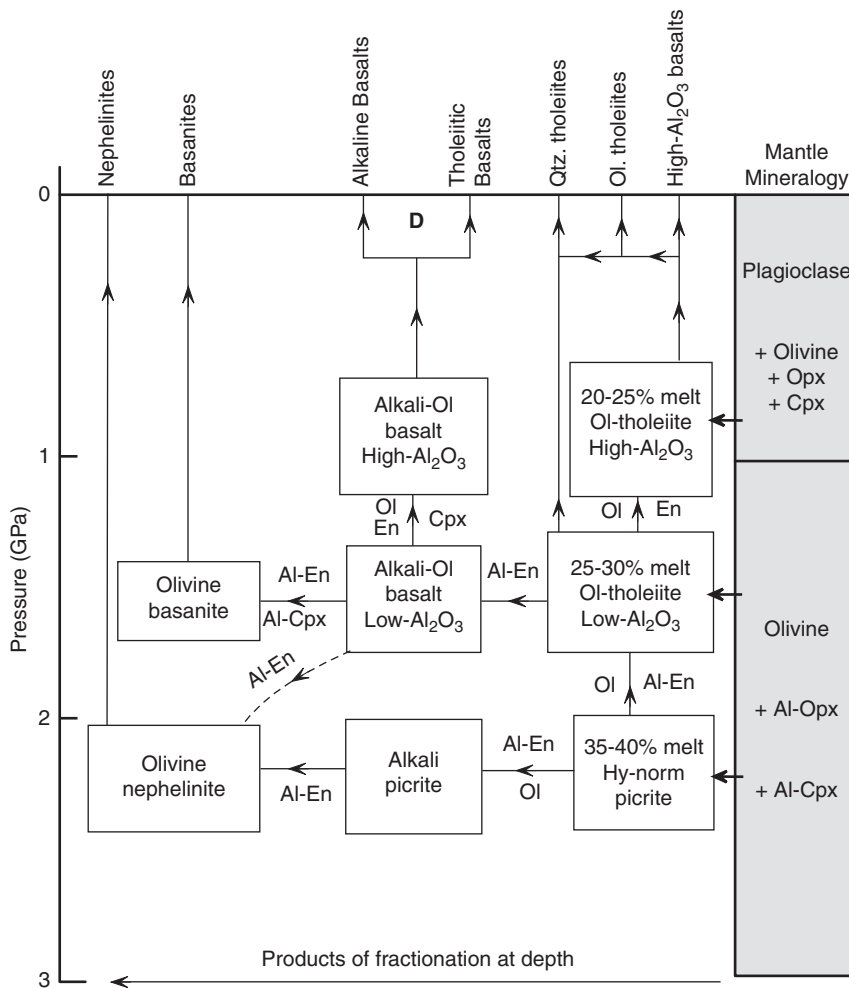 Nephelinites
Basanites
Alkaline Basalts
Tholeiitic
Basalts
Qtz. tholeiites
Ol. tholeiites
High-Al₂O₃ basalts
Mantle
Mineralogy
0
D
Plagioclase
+ Olivine
+ Opx
+ Cpx
Alkali-Ol
basalt
High-Al₂O₃
20-25% melt
Ol-tholeiite
High-Al₂O₃
1
Ol
En
Cpx
Ol
En
Pressure (GPa)
Olivine
basanite
Al-En
Al-Cpx
Alkali-Ol
basalt
Low-Al₂O₃
Al-En
25-30% melt
Ol-tholeiite
Low-Al₂O₃
Olivine
+ Al-Opx
+ Al-Cpx
Al-En
Ol
Al-En
2
Olivine
nephelinite
Al-En
Alkali
picrite
Al-En
Ol
35-40% melt
Hy-norm
picrite
Products of fractionation at depth
3